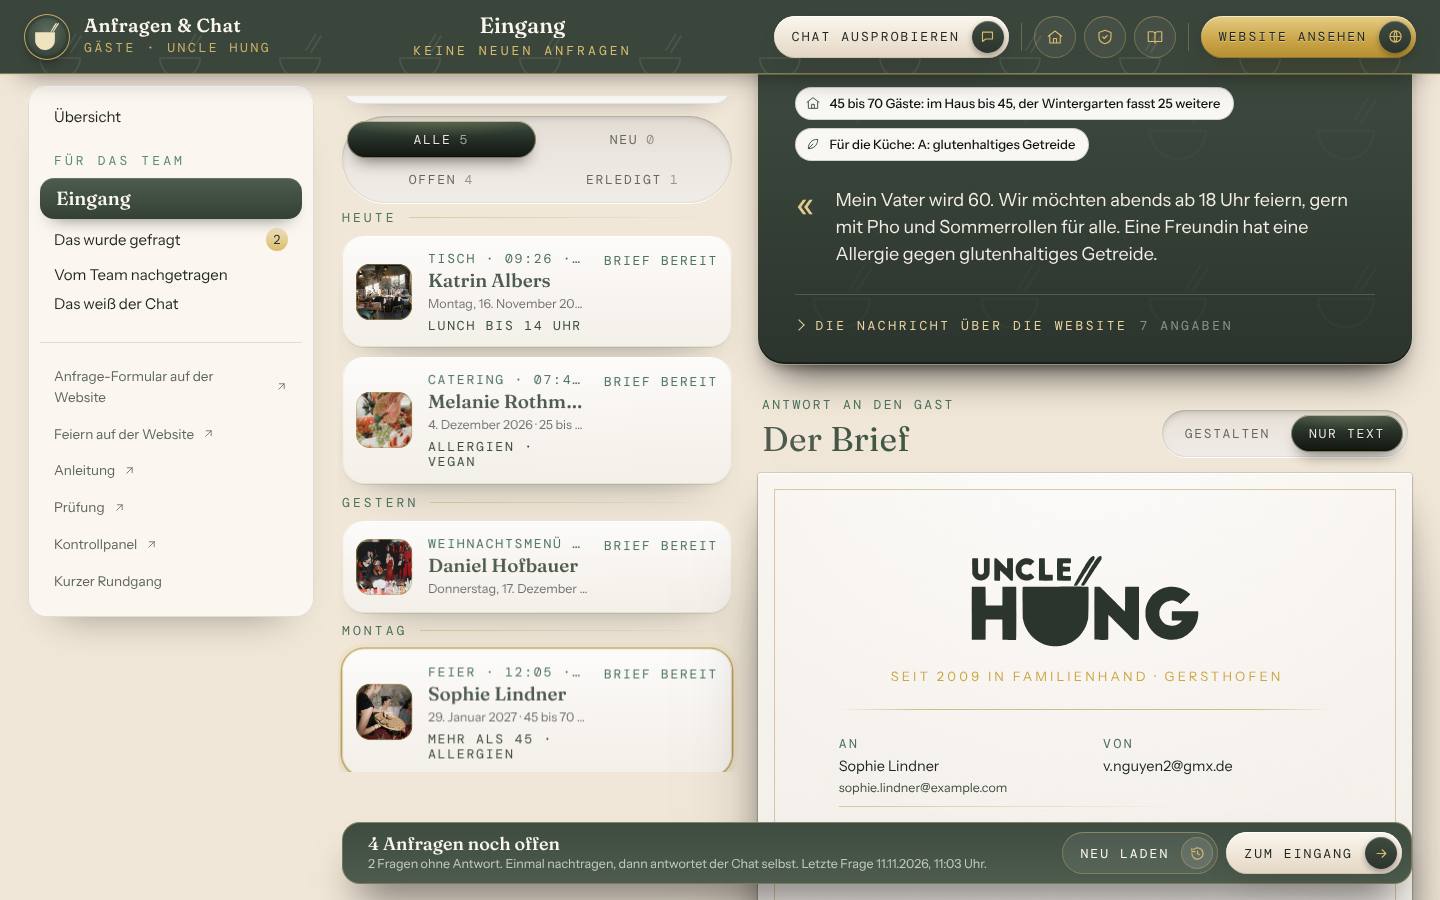 Anfragen & Chat
GÄSTE · UNCLE HUNG
Eingang
KEINE NEUEN ANFRAGEN
CHAT AUSPROBIEREN
WEBSITE ANSEHEN
Übersicht
FÜR DAS TEAM
Eingang
Das wurde gefragt 2
Vom Team nachgetragen
Das weiß der Chat
Anfrage-Formular auf der
Website
Feiern auf der Website
Anleitung
Prüfung
Kontrollpanel
Kurzer Rundgang
ALLE 5
NEU 0
OFFEN 4
ERLEDIGT 1
HEUTE
TISCH · 09:26 ·…
BRIEF BEREIT
Katrin Albers
Montag, 16. November 20…
LUNCH BIS 14 UHR
CATERING · 07:4…
BRIEF BEREIT
Melanie Rothm…
4. Dezember 2026 · 25 bis …
ALLERGIEN ·
VEGAN
GESTERN
WEIHNACHTSMENÜ …
BRIEF BEREIT
Daniel Hofbauer
Donnerstag, 17. Dezember …
MONTAG
FEIER · 12:05 ·…
BRIEF BEREIT
Sophie Lindner
29. Januar 2027 · 45 bis 70 …
MEHR ALS 45 ·
ALLERGIEN
45 bis 70 Gäste: im Haus bis 45, der Wintergarten fasst 25 weitere
Für die Küche: A: glutenhaltiges Getreide
« Mein Vater wird 60. Wir möchten abends ab 18 Uhr feiern, gern
mit Pho und Sommerrollen für alle. Eine Freundin hat eine
Allergie gegen glutenhaltiges Getreide.
DIE NACHRICHT ÜBER DIE WEBSITE 7 ANGABEN
ANTWORT AN DEN GAST
Der Brief
GESTALTEN
NUR TEXT
UNCLE
HUNG
SEIT 2009 IN FAMILIENHAND · GERSTHOFEN
AN
Sophie Lindner
sophie.lindner@example.com
VON
v.nguyen2@gmx.de
4 Anfragen noch offen
2 Fragen ohne Antwort. Einmal nachtragen, dann antwortet der Chat selbst. Letzte Frage 11.11.2026, 11:03 Uhr.
NEU LADEN
ZUM EINGANG